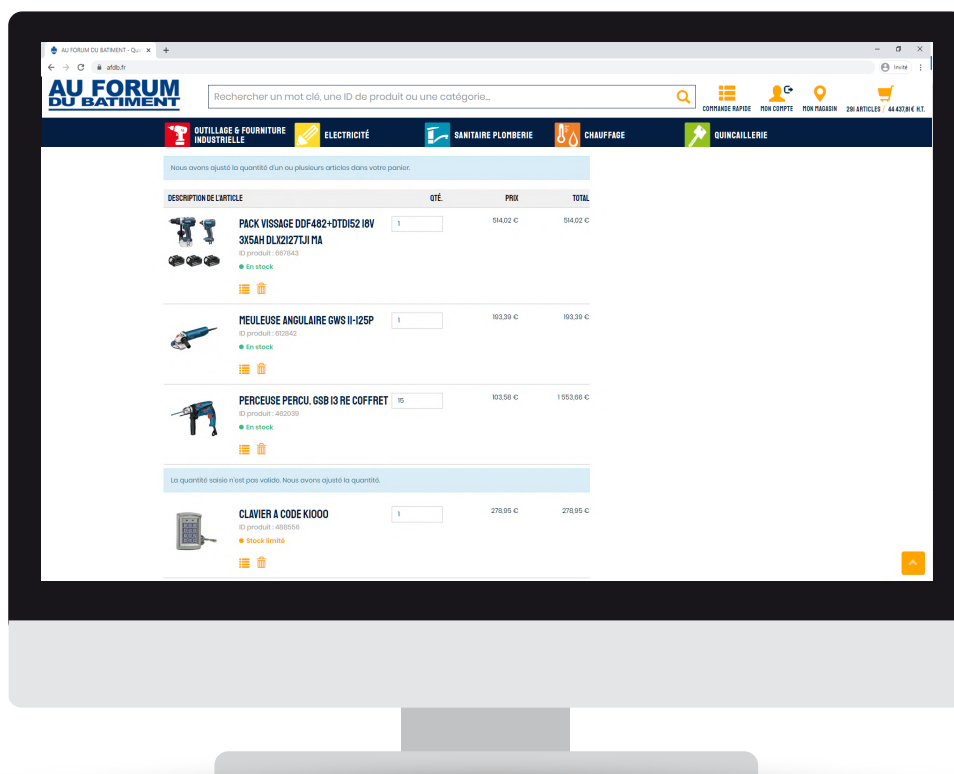 AU FORUM DU BATIMENT - Qui
afdb.fr
Invité
AU FORUM
DU BATIMENT
Rechercher un mot clé, une ID de produit ou une catégorie...
COMMANDE RAPIDE
MON COMPTE
MON MAGASIN
291 ARTICLES / 44 437,81 € H.T.
OUTILLAGE & FOURNITURE
INDUSTRIELLE
ELECTRICITÉ
SANITAIRE PLOMBERIE
CHAUFFAGE
QUINCAILLERIE
Nous avons ajusté la quantité d'un ou plusieurs articles dans votre panier.
DESCRIPTION DE L'ARTICLE QTÉ. PRIX TOTAL
PACK VISSAGE DDF482+DTD152 18V 1 514,02 € 514,02 €
3X5AH DLX2127TJ1 MA
ID produit : 667843
En stock
MEULEUSE ANGULAIRE GWS 11-125P 1 193,39 € 193,39 €
ID produit : 612842
En stock
PERCEUSE PERCU. GSB 13 RE COFFRET 15 103,58 € 1 553,66 €
ID produit : 462039
En stock
La quantité saisie n'est pas valide. Nous avons ajusté la quantité.
CLAVIER A CODE K1000 1 278,95 € 278,95 €
ID produit : 488556
Stock limité